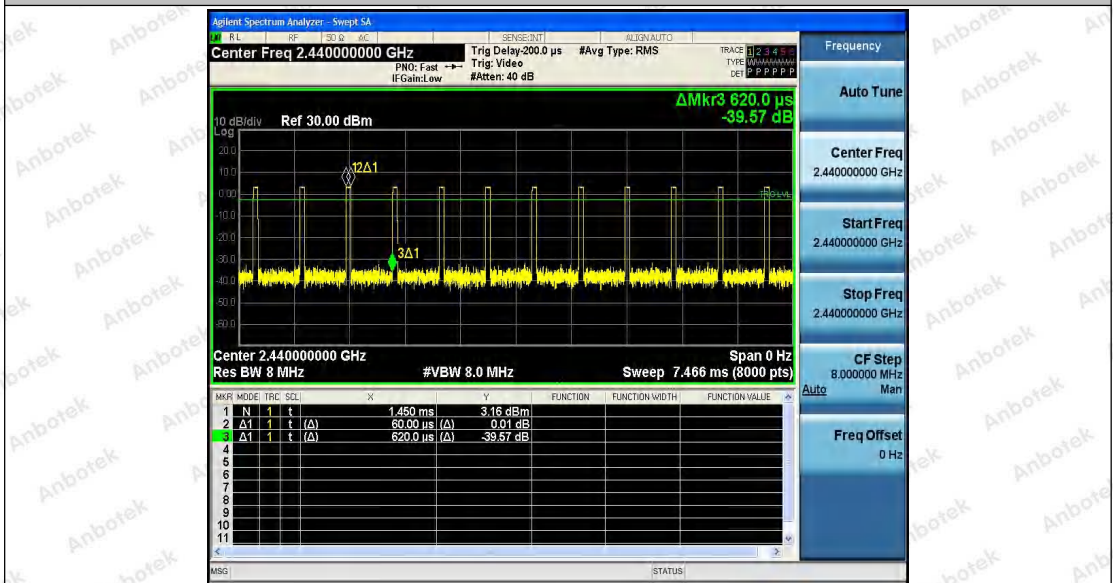 Agilent Spectrum Analyzer - Swept SA
RL RF 50 Ω AC SENSE:INT ALIGNAUTO
Center Freq 2.440000000 GHz
PNO: Fast
IFGain:Low
Trig Delay-200.0 µs
Trig: Video
#Atten: 40 dB
#Avg Type: RMS
TRACE 1 2 3 4 5 6
TYPE
DET P P P P P P
ΔMkr3 620.0 µs
-39.57 dB
10 dB/div Ref 30.00 dBm
Log
20.0
10.0
0.00
-10.0
-20.0
-30.0
-40.0
-50.0
-60.0
12Δ1
3Δ1
TRIG LVL
Center 2.440000000 GHz Span 0 Hz
Res BW 8 MHz #VBW 8.0 MHz Sweep 7.466 ms (8000 pts)
MKR MODE TRC SCL X Y FUNCTION FUNCTION WIDTH FUNCTION VALUE
1 N 1 t 1.450 ms 3.16 dBm
2 Δ1 1 t (Δ) 60.00 µs (Δ) 0.01 dB
3 Δ1 1 t (Δ) 620.0 µs (Δ) -39.57 dB
4
5
6
7
8
9
10
11
MSG STATUS
Frequency
Auto Tune
Center Freq
2.440000000 GHz
Start Freq
2.440000000 GHz
Stop Freq
2.440000000 GHz
CF Step
8.000000 MHz
Auto Man
Freq Offset
0 Hz
Anbotek